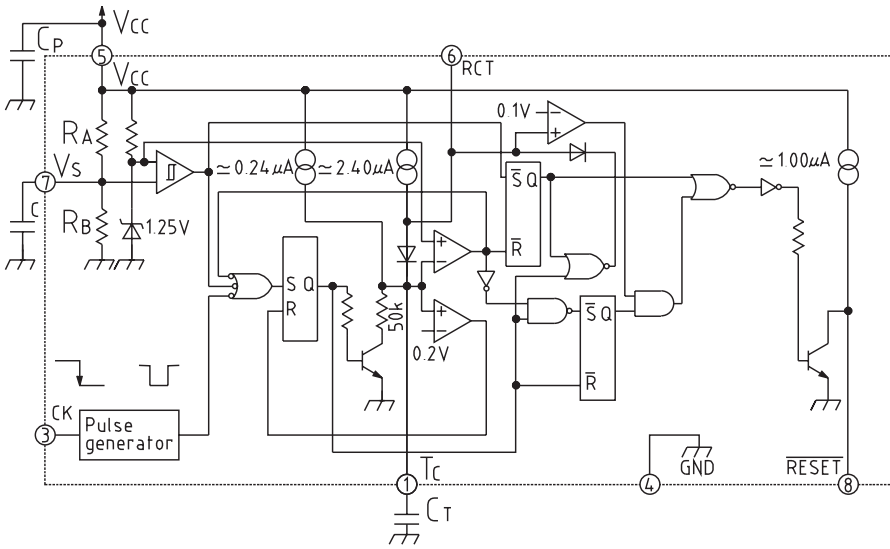 VCC
CP
5
6
VCC
RCT
0.1V
RA
VS
≃0.24μA
≃2.40μA
S̅ Q
≃1.00μA
7
C
RB
1.25V
R̅
S Q
R
50k
0.2V
S̅ Q
R̅
CK
3
Pulse
generator
TC
GND
R̅E̅S̅E̅T̅
1
4
8
CT